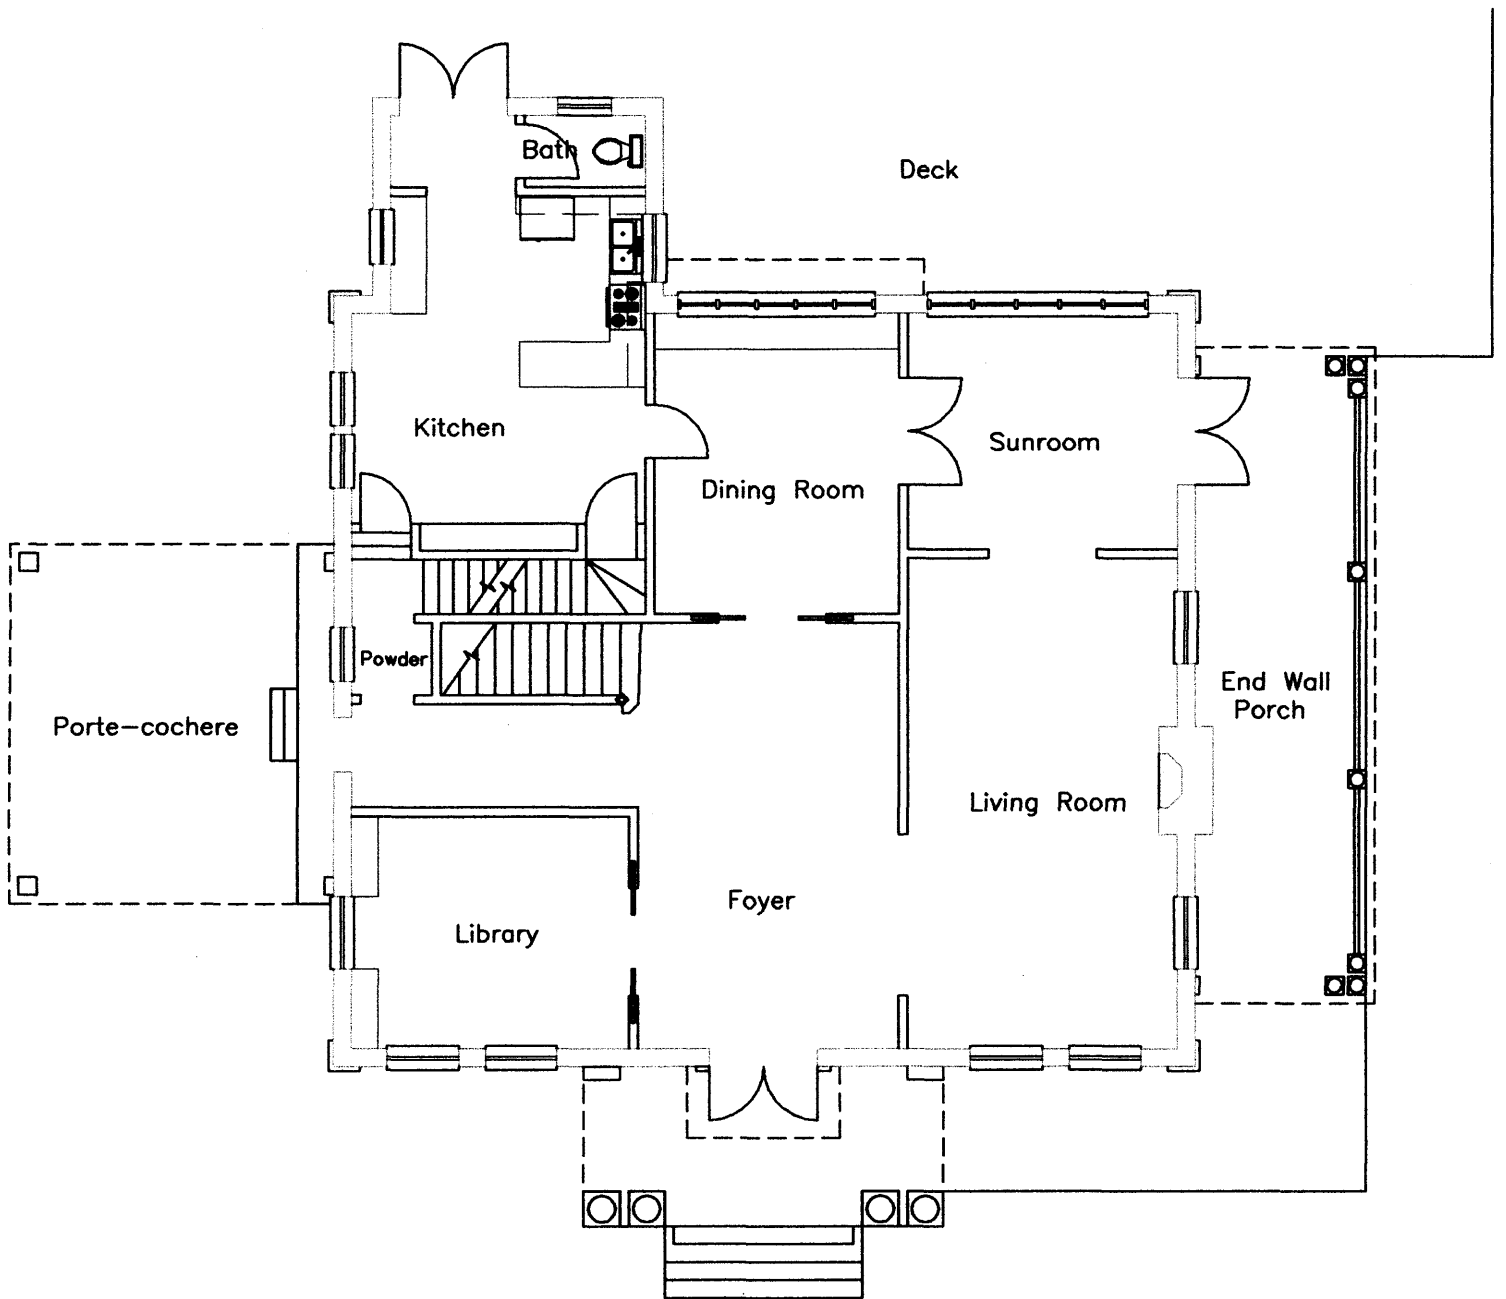 Bath
Deck
Kitchen
Sunroom
Dining Room
Powder
End Wall
Porch
Porte-cochere
Living Room
Foyer
Library